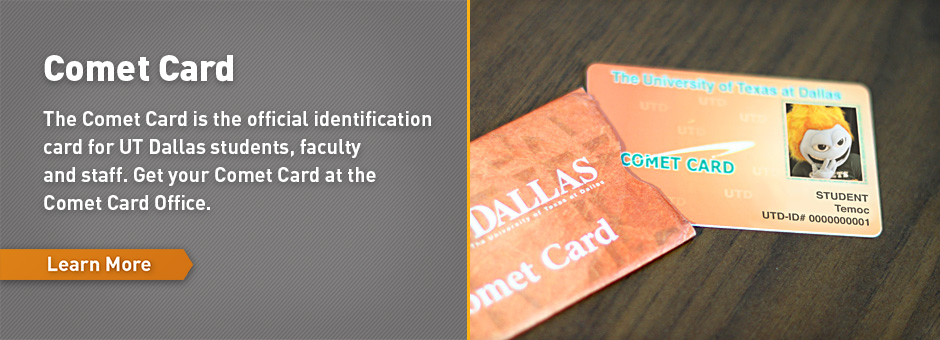 Comet Card
The Comet Card is the official identification
card for UT Dallas students, faculty
and staff. Get your Comet Card at the
Comet Card Office.
Learn More
The University of Texas at Dallas
UTD
UTD
UTD
UTD
COMET CARD
UTD
STUDENT
Temoc
UTD-ID# 0000000001
DALLAS
The University of Texas at Dallas
omet Card